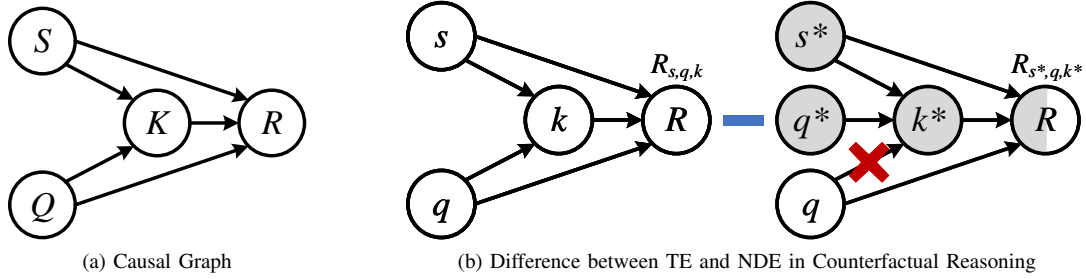 S
K
R
Q
(a) Causal Graph
s
k
R_{s,q,k}
R
q
s*
q*
k*
R_{s*,q,k*}
R
q
(b) Difference between TE and NDE in Counterfactual Reasoning